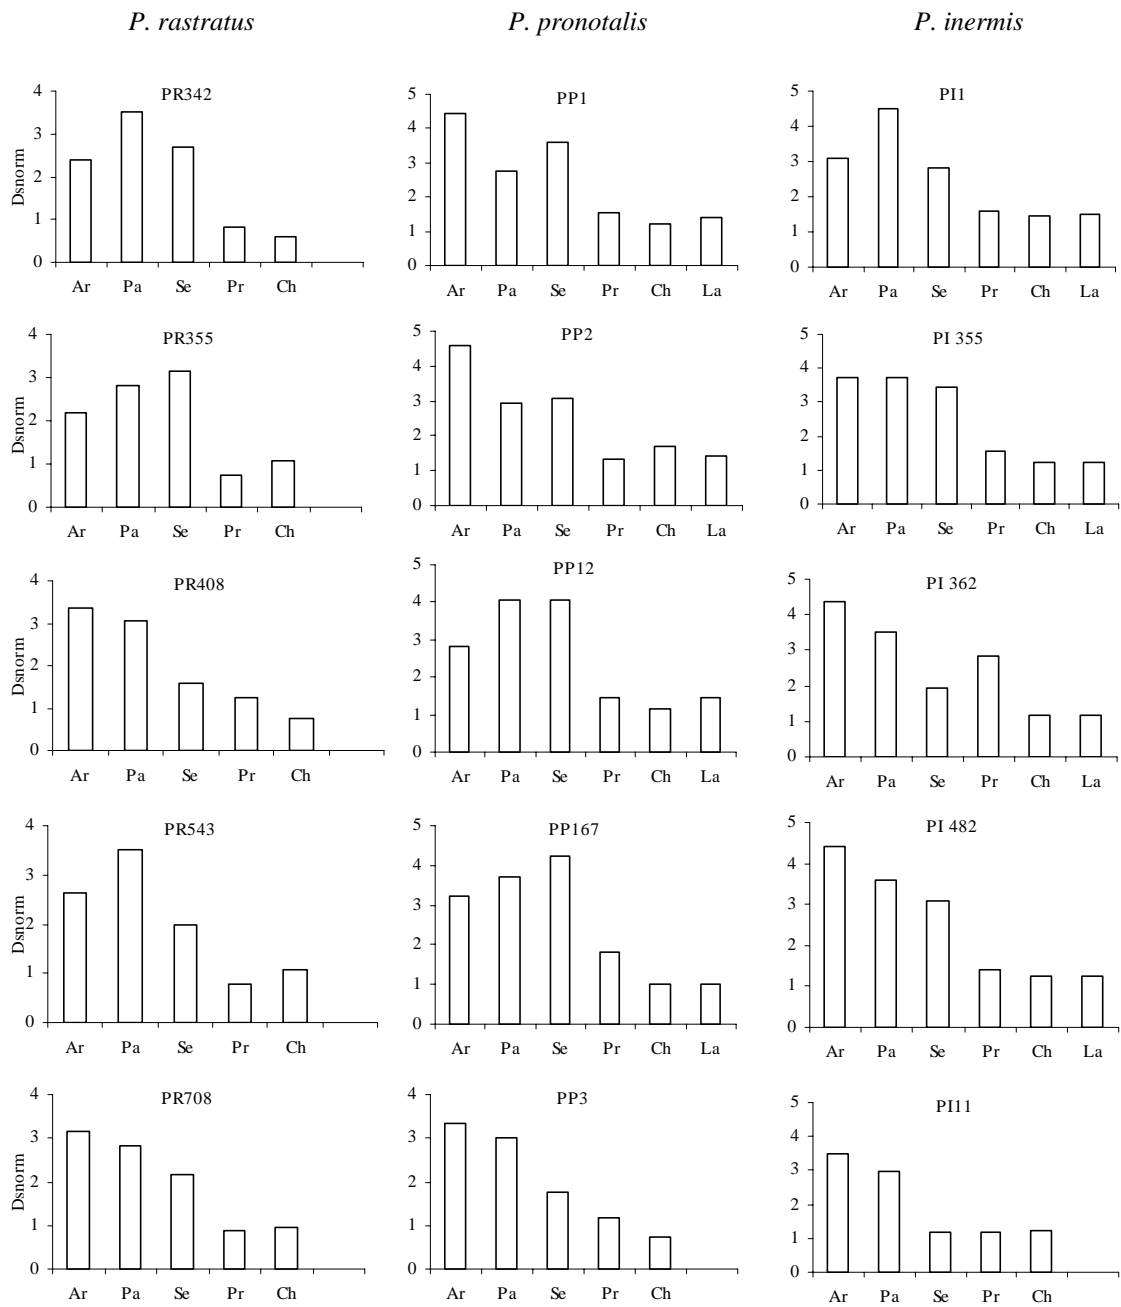 P. rastratus
P. pronotalis
P. inermis
PR342
Dsnorm
4
3
2
1
0
Ar Pa Se Pr Ch
PP1
5
4
3
2
1
0
Ar Pa Se Pr Ch La
PI1
5
4
3
2
1
0
Ar Pa Se Pr Ch La
PR355
Dsnorm
4
3
2
1
0
Ar Pa Se Pr Ch
PP2
5
4
3
2
1
0
Ar Pa Se Pr Ch La
PI 355
5
4
3
2
1
0
Ar Pa Se Pr Ch La
PR408
Dsnorm
4
3
2
1
0
Ar Pa Se Pr Ch
PP12
5
4
3
2
1
0
Ar Pa Se Pr Ch La
PI 362
5
4
3
2
1
0
Ar Pa Se Pr Ch La
PR543
Dsnorm
4
3
2
1
0
Ar Pa Se Pr Ch
PP167
5
4
3
2
1
0
Ar Pa Se Pr Ch La
PI 482
5
4
3
2
1
0
Ar Pa Se Pr Ch La
PR708
Dsnorm
4
3
2
1
0
Ar Pa Se Pr Ch
PP3
4
3
2
1
0
Ar Pa Se Pr Ch
PI11
5
4
3
2
1
0
Ar Pa Se Pr Ch